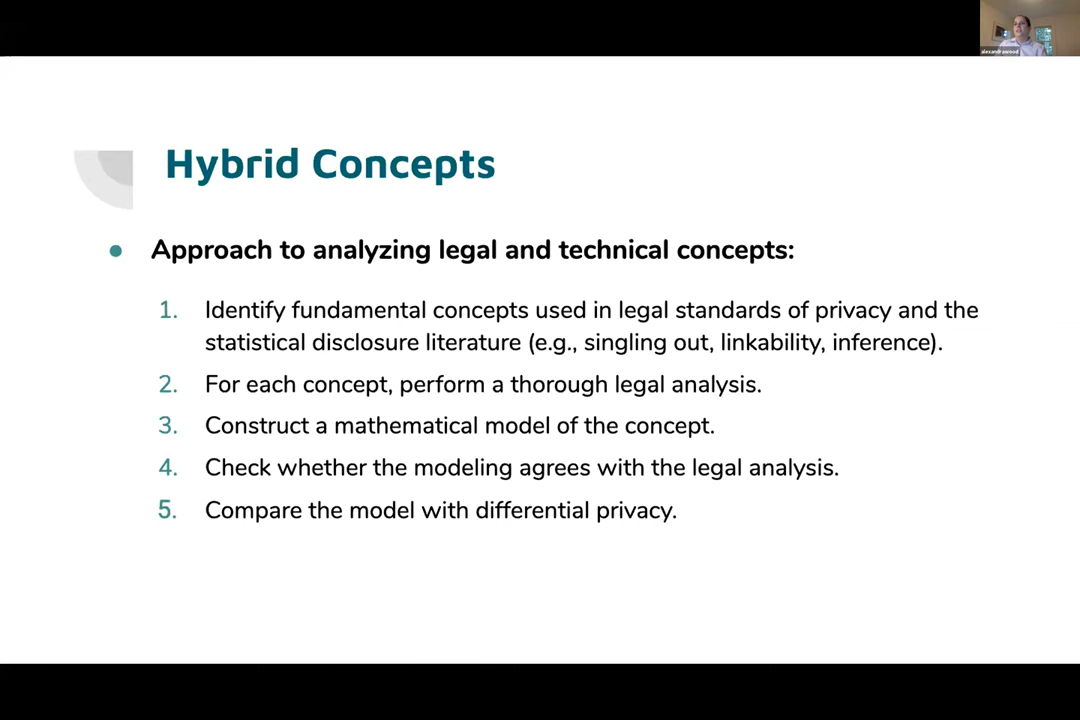 alexandrawood
Hybrid Concepts
● Approach to analyzing legal and technical concepts:
1. Identify fundamental concepts used in legal standards of privacy and the
statistical disclosure literature (e.g., singling out, linkability, inference).
2. For each concept, perform a thorough legal analysis.
3. Construct a mathematical model of the concept.
4. Check whether the modeling agrees with the legal analysis.
5. Compare the model with differential privacy.